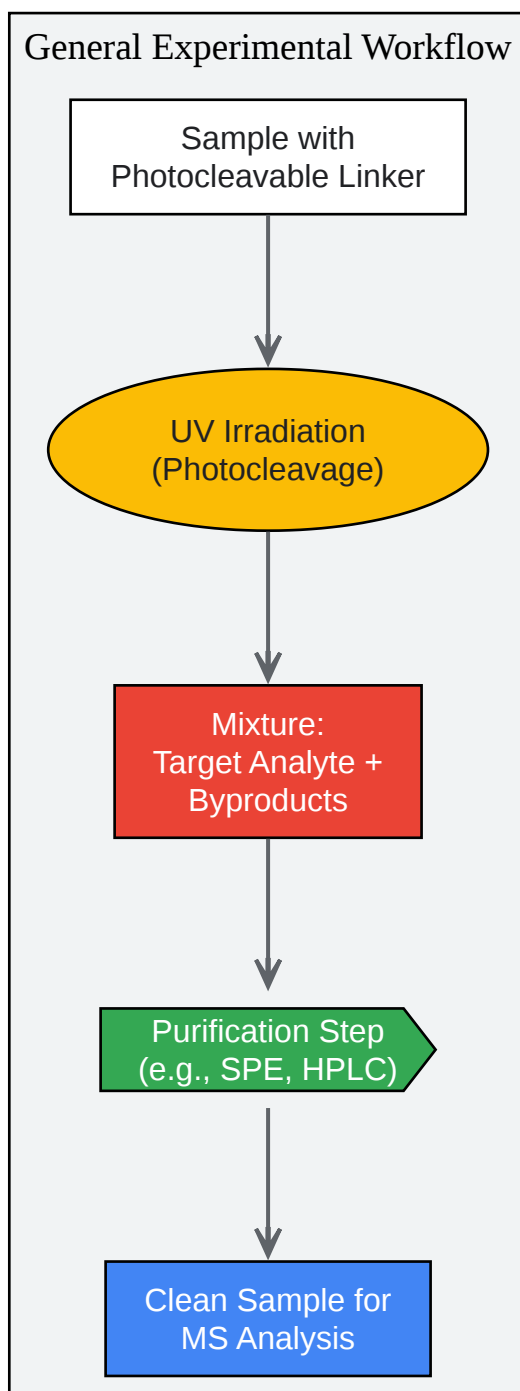 General Experimental Workflow
Sample with
Photocleavable Linker
UV Irradiation
(Photocleavage)
Mixture:
Target Analyte +
Byproducts
Purification Step
(e.g., SPE, HPLC)
Clean Sample for
MS Analysis